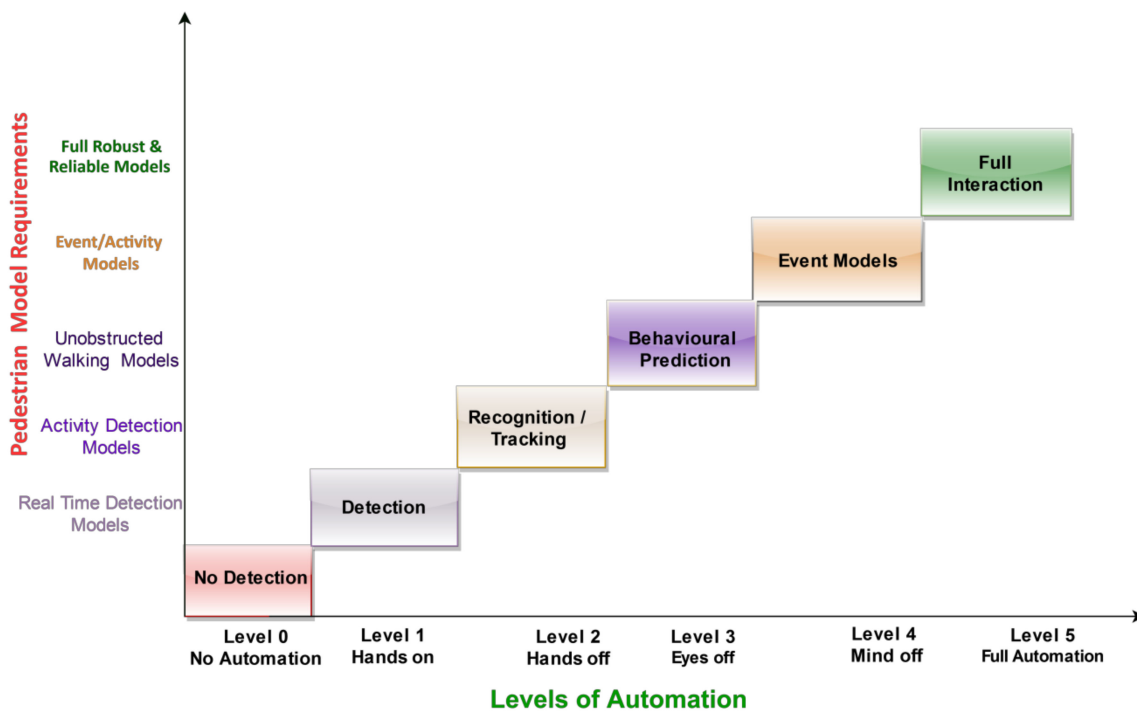 Pedestrian Model Requirements
Full Robust &
Reliable Models
Event/Activity
Models
Unobstructed
Walking Models
Activity Detection
Models
Real Time Detection
Models
Full
Interaction
Event Models
Behavioural
Prediction
Recognition /
Tracking
Detection
No Detection
Level 0
No Automation
Level 1
Hands on
Level 2
Hands off
Level 3
Eyes off
Level 4
Mind off
Level 5
Full Automation
Levels of Automation